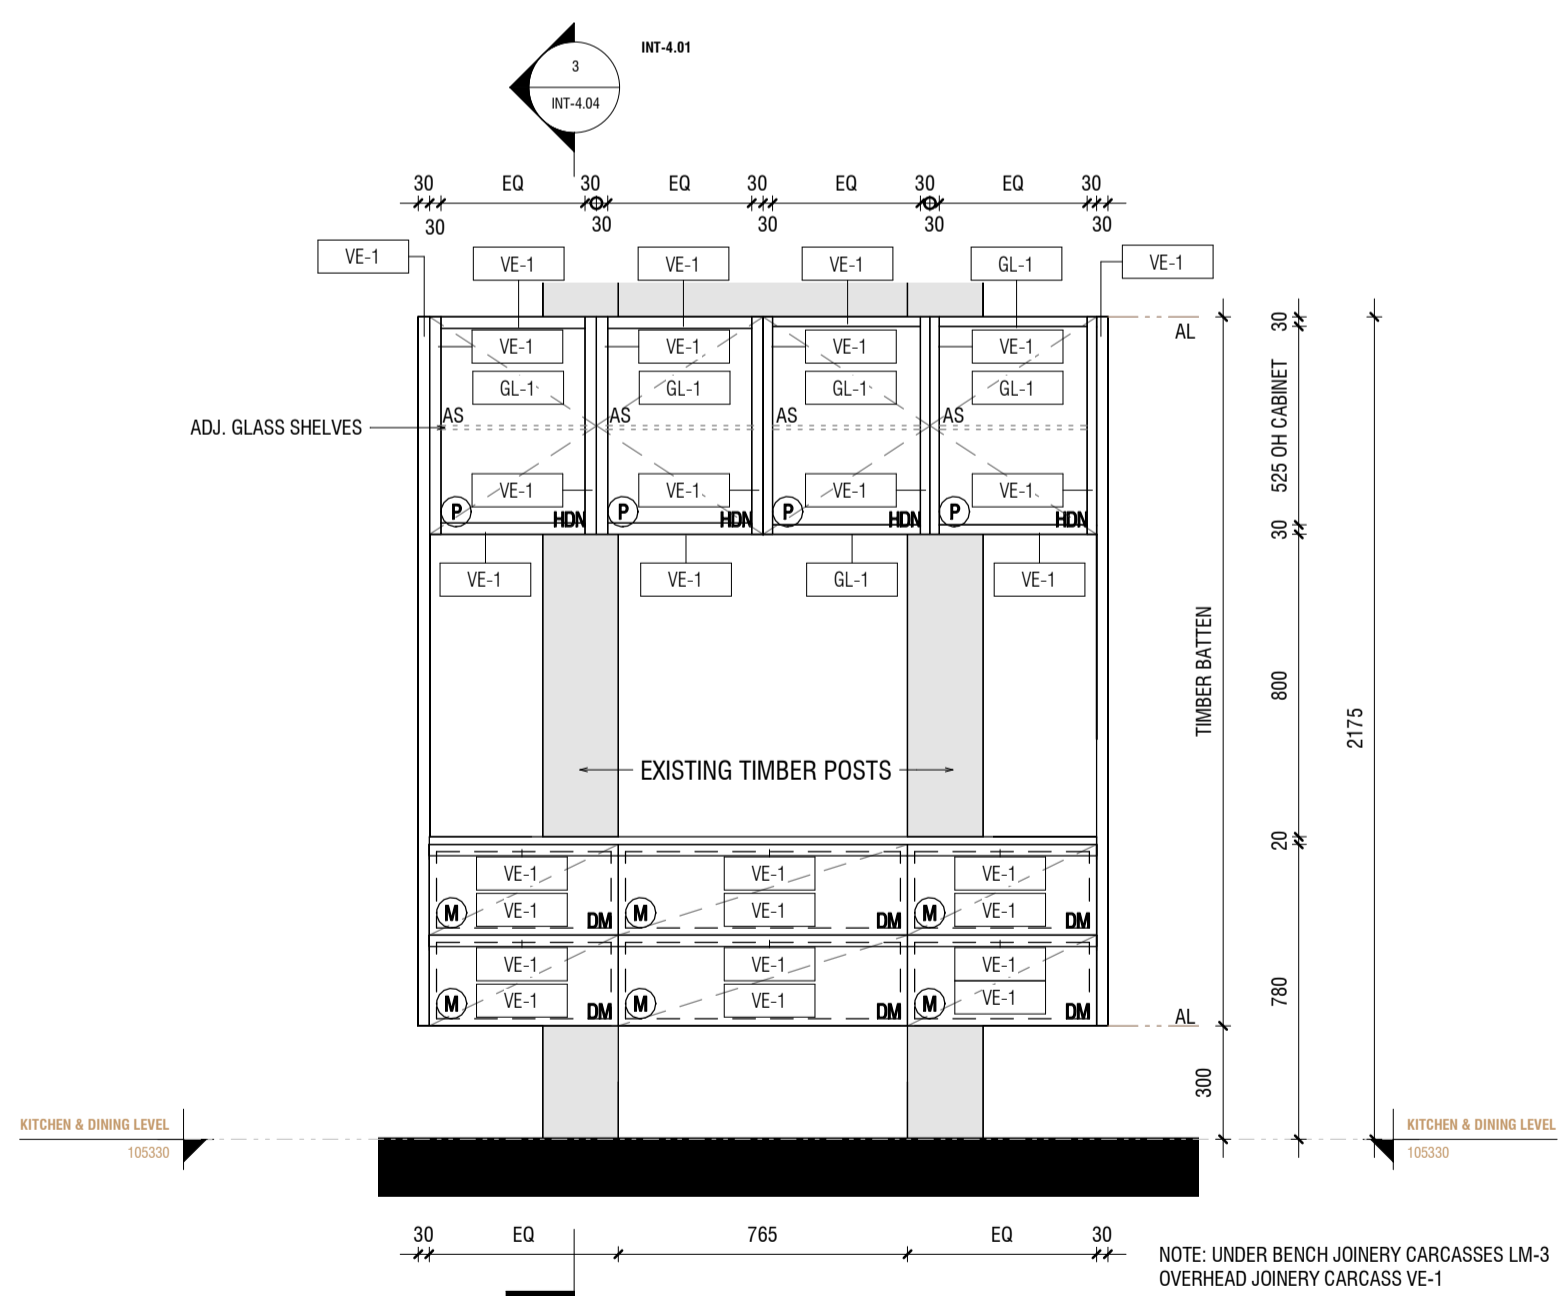 INT-4.01
3
INT-4.04
30 EQ 30 EQ 30 EQ 30 EQ 30
30 30 30 30 30
VE-1 VE-1 VE-1 VE-1 GL-1 VE-1
AL
VE-1 VE-1 VE-1 VE-1
GL-1 GL-1 GL-1 GL-1
AS AS AS AS
ADJ. GLASS SHELVES
VE-1 VE-1 VE-1 VE-1
P HDN P HDN P HDN P HDN
VE-1 VE-1 GL-1 VE-1
30
525 OH CABINET
30
TIMBER BATTEN
800
2175
EXISTING TIMBER POSTS
20
VE-1 VE-1 VE-1
VE-1 VE-1 VE-1
M DM M DM M DM
VE-1 VE-1 VE-1
VE-1 VE-1 VE-1
M DM M DM M DM
780
AL
300
KITCHEN & DINING LEVEL
105330
KITCHEN & DINING LEVEL
105330
30 EQ 765 EQ 30
NOTE: UNDER BENCH JOINERY CARCASSES LM-3
OVERHEAD JOINERY CARCASS VE-1